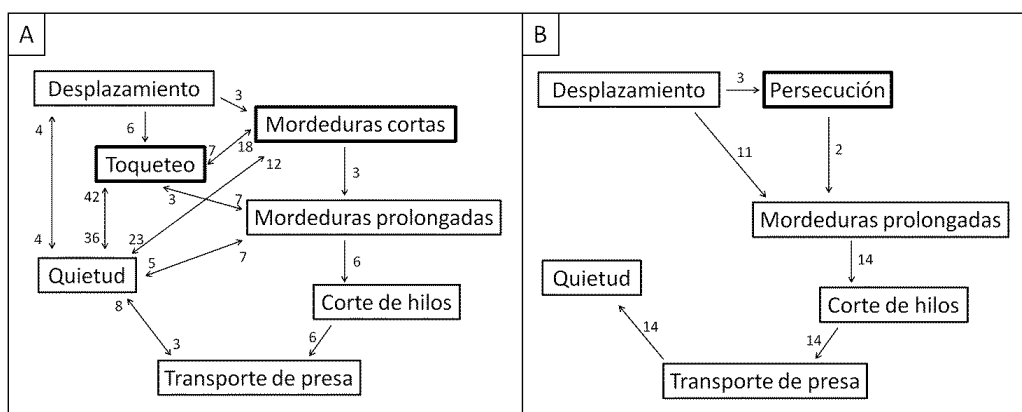 A
Desplazamiento
3
4
6
Mordeduras cortas
7
18
Toqueteo
12
3
42
3
7
Mordeduras prolongadas
4
36
23
5
7
6
Quietud
8
Corte de hilos
3
6
Transporte de presa
B
Desplazamiento
3
Persecución
11
2
Mordeduras prolongadas
14
Quietud
Corte de hilos
14
14
Transporte de presa